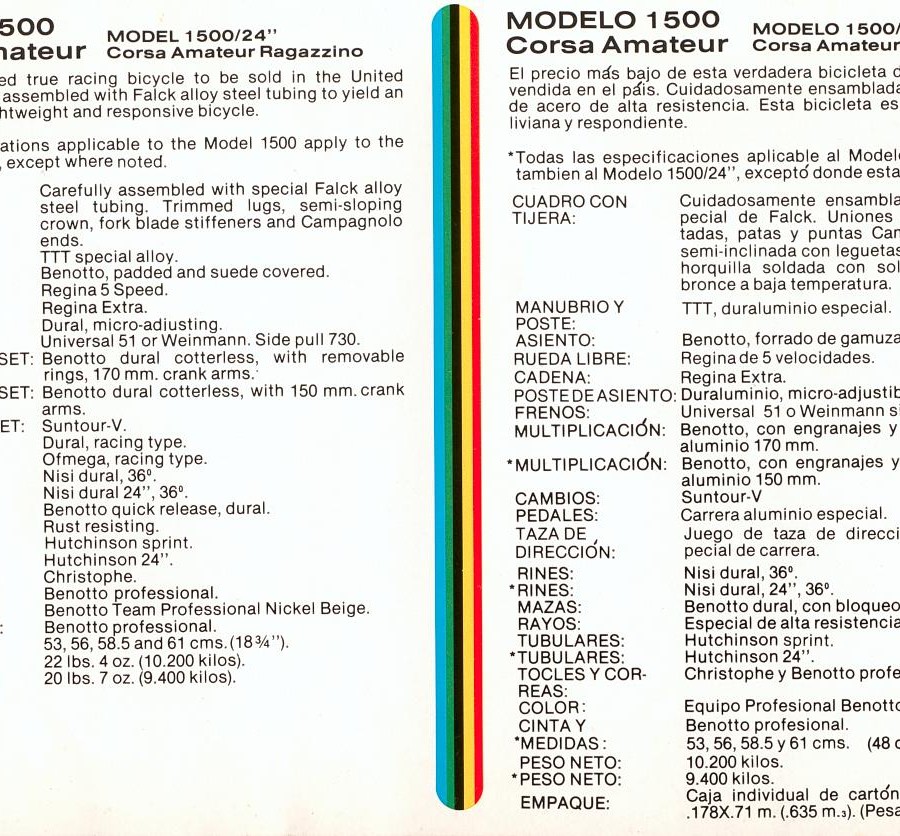 500
mateur
MODEL 1500/24"
Corsa Amateur Ragazzino
ed true racing bicycle to be sold in the United
assembled with Falck alloy steel tubing to yield an
htweight and responsive bicycle.
ations applicable to the Model 1500 apply to the
, except where noted.
Carefully assembled with special Falck alloy
steel tubing. Trimmed lugs, semi-sloping
crown, fork blade stiffeners and Campagnolo
ends.
TTT special alloy.
Benotto, padded and suede covered.
Regina 5 Speed.
Regina Extra.
Dural, micro-adjusting.
Universal 51 or Weinmann. Side pull 730.
SET: Benotto dural cotterless, with removable
rings, 170 mm. crank arms.
SET: Benotto dural cotterless, with 150 mm. crank
arms.
ET: Suntour-V.
Dural, racing type.
Ofmega, racing type.
Nisi dural, 36º.
Nisi dural 24", 36º.
Benotto quick release, dural.
Rust resisting.
Hutchinson sprint.
Hutchinson 24".
Christophe.
Benotto professional.
Benotto Team Professional Nickel Beige.
: Benotto professional.
53, 56, 58.5 and 61 cms. (18¾").
22 lbs. 4 oz. (10.200 kilos).
20 lbs. 7 oz. (9.400 kilos).
MODELO 1500
Corsa Amateur
MODELO 1500/
Corsa Amateur
El precio más bajo de esta verdadera bicicleta d
vendida en el país. Cuidadosamente ensamblada
de acero de alta resistencia. Esta bicicleta es
liviana y respondiente.
*Todas las especificaciones aplicable al Modelo
tambien al Modelo 1500/24", exceptó donde esta
CUADRO CON Cuidadosamente ensambla
TIJERA: pecial de Falck. Uniones
tadas, patas y puntas Cam
semi-inclinada con leguetas
horquilla soldada con sol
bronce a baja temperatura.
MANUBRIO Y TTT, duraluminio especial.
POSTE:
ASIENTO: Benotto, forrado de gamuza
RUEDA LIBRE: Regina de 5 velocidades.
CADENA: Regina Extra.
POSTE DE ASIENTO: Duraluminio, micro-adjustib
FRENOS: Universal 51 o Weinmann si
MULTIPLICACIÓN: Benotto, con engranajes y
aluminio 170 mm.
*MULTIPLICACIÓN: Benotto, con engranajes y
aluminio 150 mm.
CAMBIOS: Suntour-V
PEDALES: Carrera aluminio especial.
TAZA DE Juego de taza de direcci
DIRECCIÓN: pecial de carrera.
RINES: Nisi dural, 36º.
*RINES: Nisi dural, 24", 36º.
MAZAS: Benotto dural, con bloqueo
RAYOS: Especial de alta resistencia
TUBULARES: Hutchinson sprint.
*TUBULARES: Hutchinson 24".
TOCLES Y COR- Christophe y Benotto profe
REAS:
COLOR: Equipo Profesional Benotto
CINTA Y Benotto profesional.
*MEDIDAS: 53, 56, 58.5 y 61 cms. (48 c
PESO NETO: 10.200 kilos.
*PESO NETO: 9.400 kilos.
EMPAQUE: Caja individual de cartón
.178X.71 m. (.635 m.₃). (Pesa